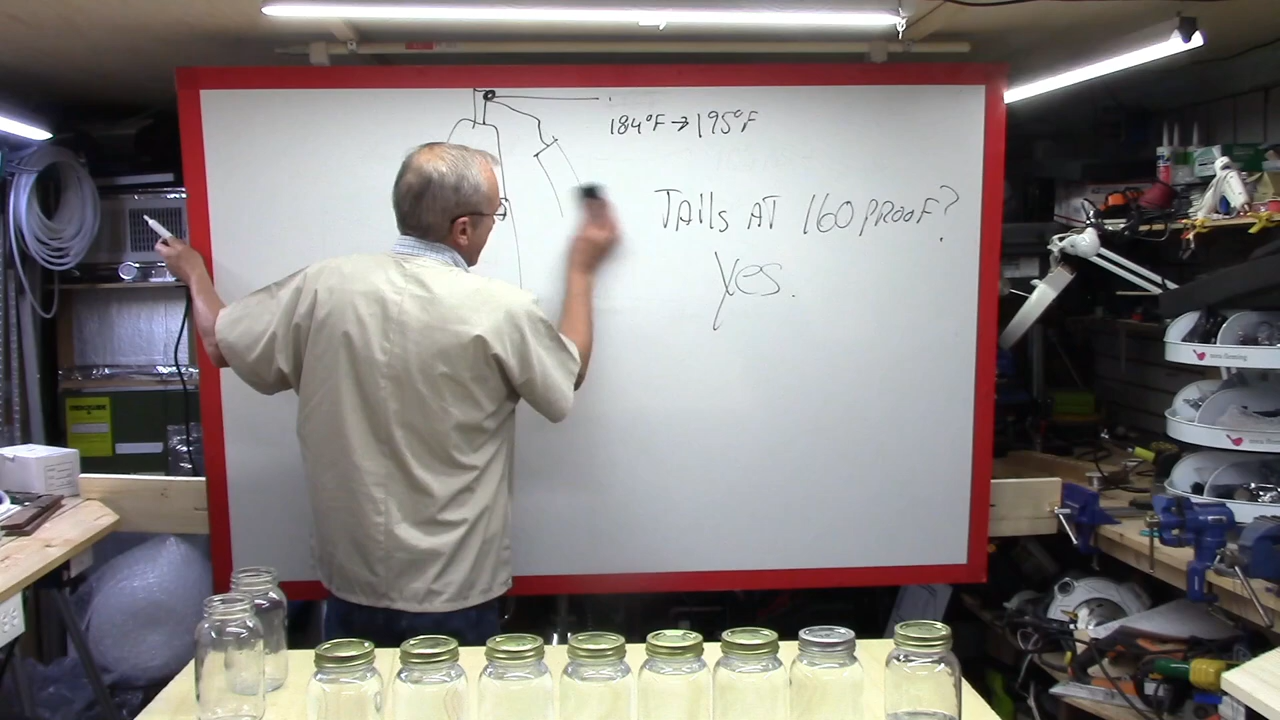 184°F → 195°F
TAils AT 160 PROOF?
Yes.